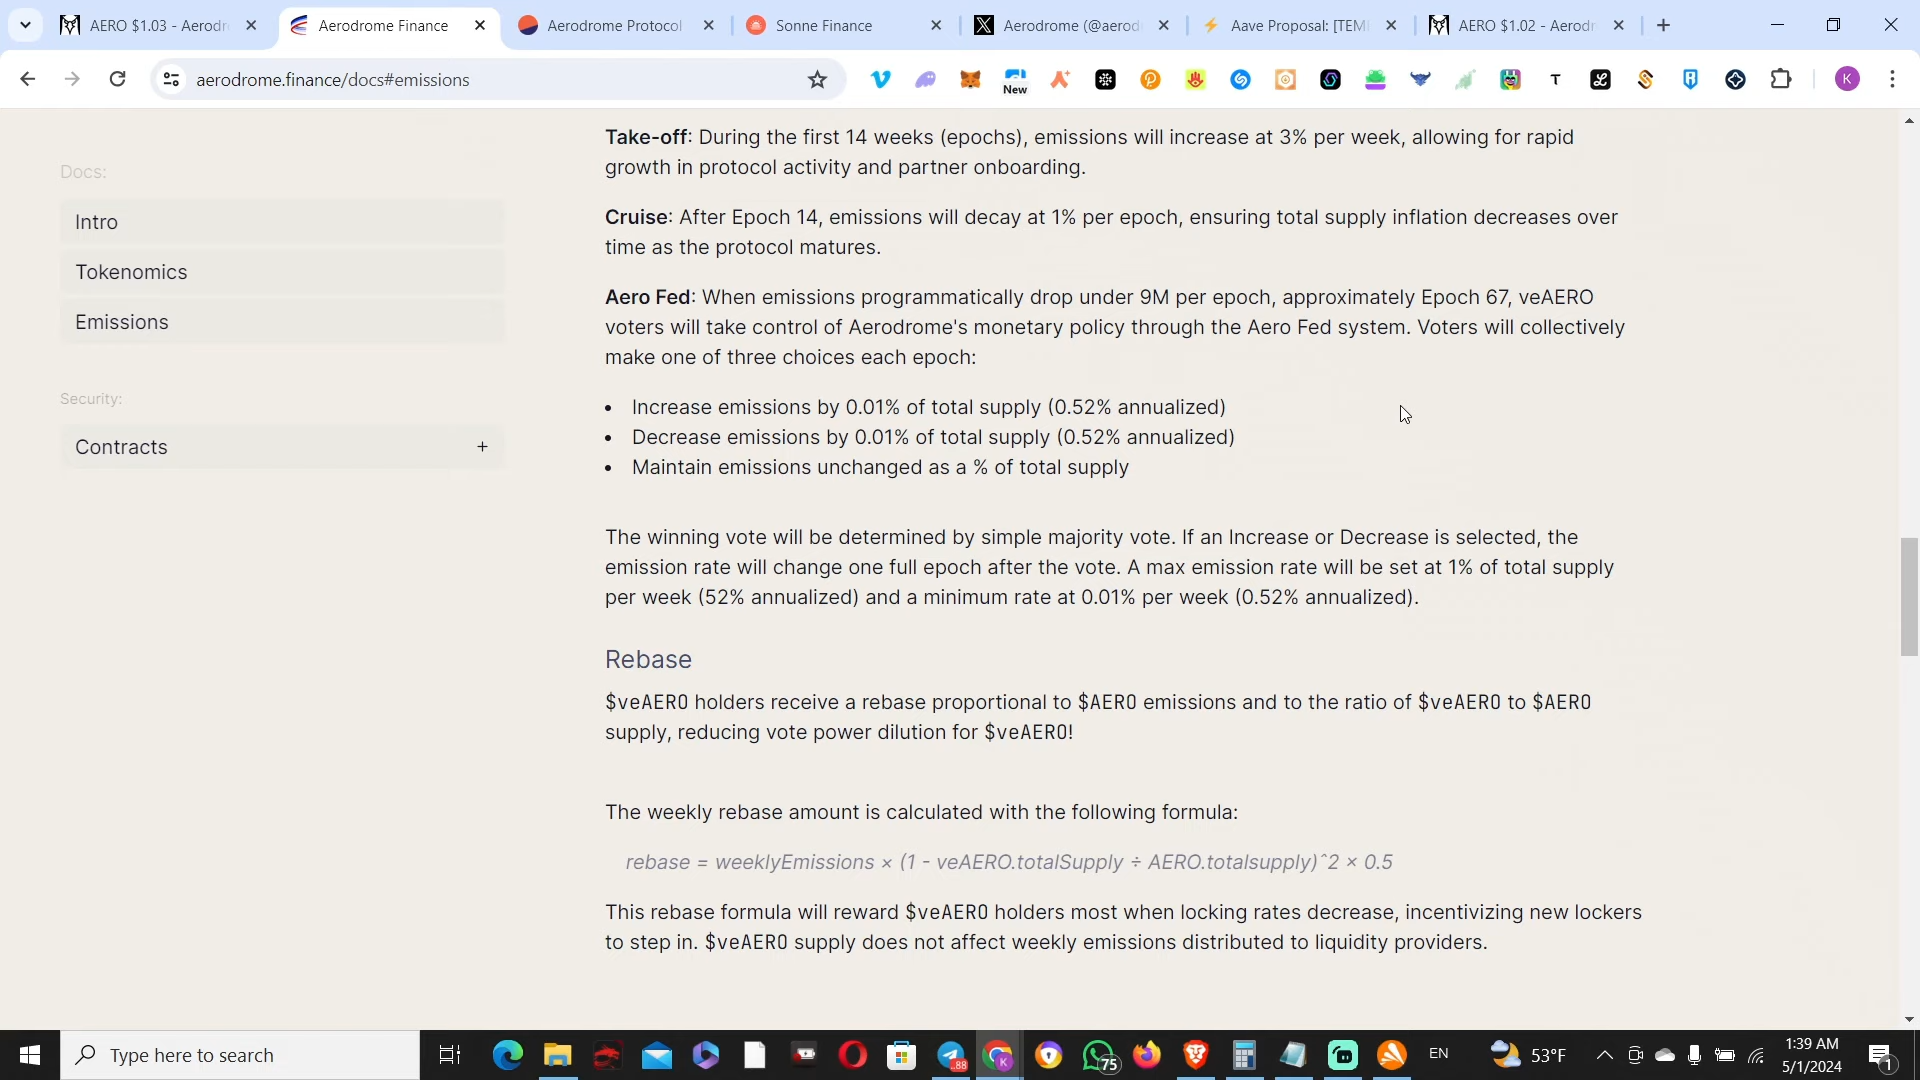 AERO $1.03 - Aerodr
Aerodrome Finance
Aerodrome Protocol
Sonne Finance
Aerodrome (@aerod
Aave Proposal: [TEM
AERO $1.02 - Aerodr
aerodrome.finance/docs#emissions
New
K
Docs:
Intro
Tokenomics
Emissions
Security:
Contracts +
Take-off: During the first 14 weeks (epochs), emissions will increase at 3% per week, allowing for rapid
growth in protocol activity and partner onboarding.
Cruise: After Epoch 14, emissions will decay at 1% per epoch, ensuring total supply inflation decreases over
time as the protocol matures.
Aero Fed: When emissions programmatically drop under 9M per epoch, approximately Epoch 67, veAERO
voters will take control of Aerodrome's monetary policy through the Aero Fed system. Voters will collectively
make one of three choices each epoch:
• Increase emissions by 0.01% of total supply (0.52% annualized)
• Decrease emissions by 0.01% of total supply (0.52% annualized)
• Maintain emissions unchanged as a % of total supply
The winning vote will be determined by simple majority vote. If an Increase or Decrease is selected, the
emission rate will change one full epoch after the vote. A max emission rate will be set at 1% of total supply
per week (52% annualized) and a minimum rate at 0.01% per week (0.52% annualized).
Rebase
$veAERO holders receive a rebase proportional to $AERO emissions and to the ratio of $veAERO to $AERO
supply, reducing vote power dilution for $veAERO!
The weekly rebase amount is calculated with the following formula:
rebase = weeklyEmissions × (1 - veAERO.totalSupply ÷ AERO.totalsupply)^2 × 0.5
This rebase formula will reward $veAERO holders most when locking rates decrease, incentivizing new lockers
to step in. $veAERO supply does not affect weekly emissions distributed to liquidity providers.
Type here to search
88
K
75
EN
53°F
1:39 AM
5/1/2024
1